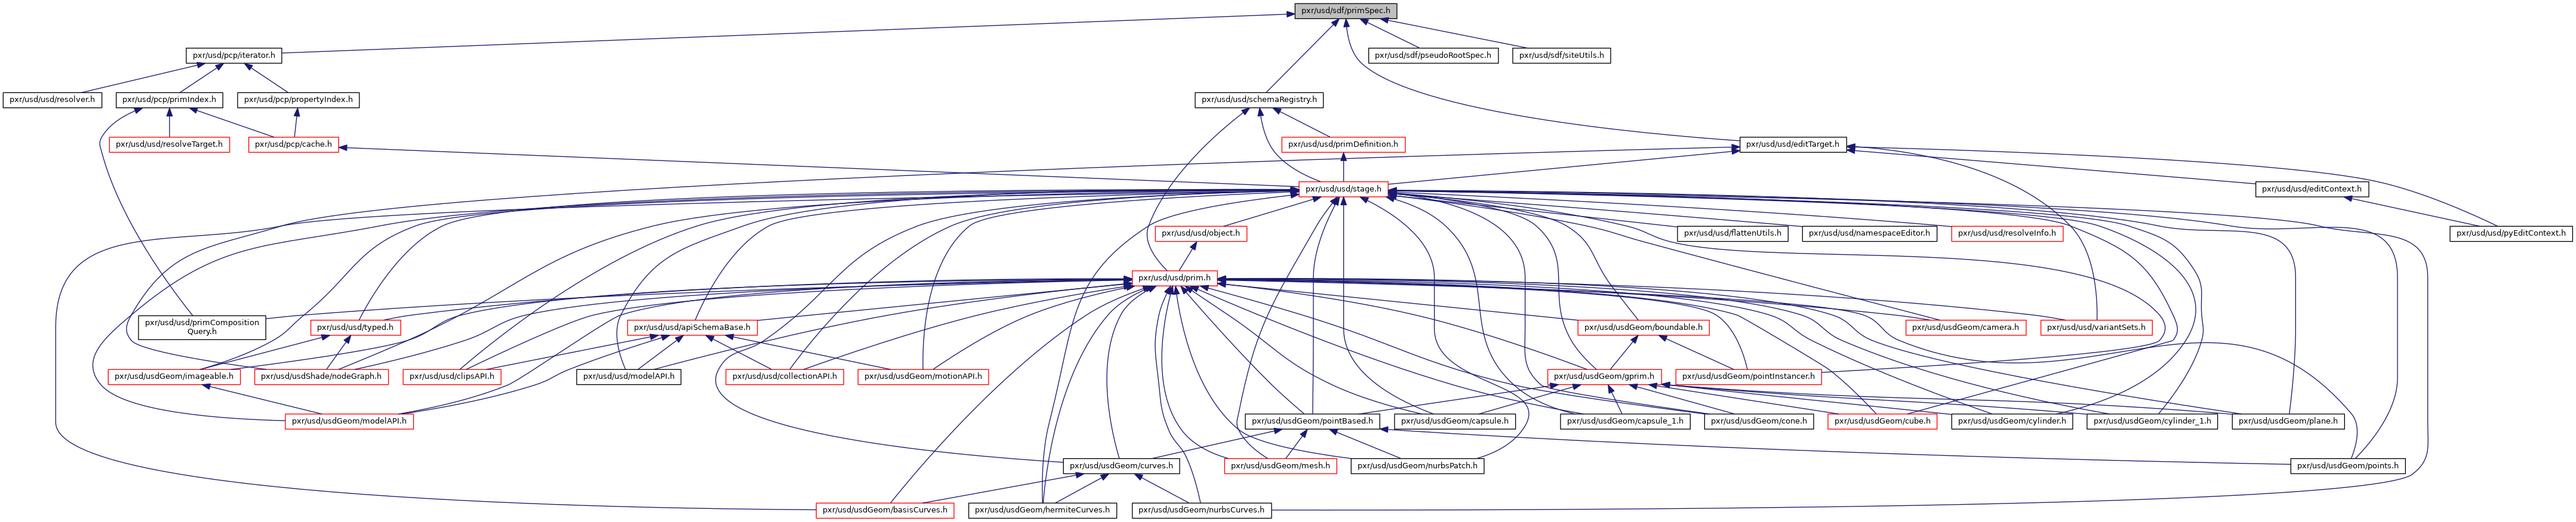 pxr/usd/sdf/primSpec.h
pxr/usd/pcp/iterator.h
pxr/usd/sdf/pseudoRootSpec.h
pxr/usd/sdf/siteUtils.h
pxr/usd/usd/resolver.h
pxr/usd/pcp/primIndex.h
pxr/usd/pcp/propertyIndex.h
pxr/usd/usd/schemaRegistry.h
pxr/usd/usd/resolveTarget.h
pxr/usd/pcp/cache.h
pxr/usd/usd/primDefinition.h
pxr/usd/usd/editTarget.h
pxr/usd/usd/stage.h
pxr/usd/usd/editContext.h
pxr/usd/usd/object.h
pxr/usd/usd/flattenUtils.h
pxr/usd/usd/namespaceEditor.h
pxr/usd/usd/resolveInfo.h
pxr/usd/usd/pyEditContext.h
pxr/usd/usd/prim.h
pxr/usd/usd/primComposition
Query.h
pxr/usd/usd/typed.h
pxr/usd/usd/apiSchemaBase.h
pxr/usd/usdGeom/boundable.h
pxr/usd/usdGeom/camera.h
pxr/usd/usd/variantSets.h
pxr/usd/usdGeom/imageable.h
pxr/usd/usdShade/nodeGraph.h
pxr/usd/usd/clipsAPI.h
pxr/usd/usd/modelAPI.h
pxr/usd/usd/collectionAPI.h
pxr/usd/usdGeom/motionAPI.h
pxr/usd/usdGeom/gprim.h
pxr/usd/usdGeom/pointInstancer.h
pxr/usd/usdGeom/modelAPI.h
pxr/usd/usdGeom/pointBased.h
pxr/usd/usdGeom/capsule.h
pxr/usd/usdGeom/capsule_1.h
pxr/usd/usdGeom/cone.h
pxr/usd/usdGeom/cube.h
pxr/usd/usdGeom/cylinder.h
pxr/usd/usdGeom/cylinder_1.h
pxr/usd/usdGeom/plane.h
pxr/usd/usdGeom/curves.h
pxr/usd/usdGeom/mesh.h
pxr/usd/usdGeom/nurbsPatch.h
pxr/usd/usdGeom/points.h
pxr/usd/usdGeom/basisCurves.h
pxr/usd/usdGeom/hermiteCurves.h
pxr/usd/usdGeom/nurbsCurves.h